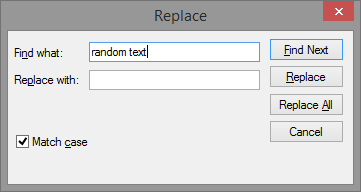 Replace
Find what: random text Find Next
Replace with: Replace
Replace All
Match case Cancel